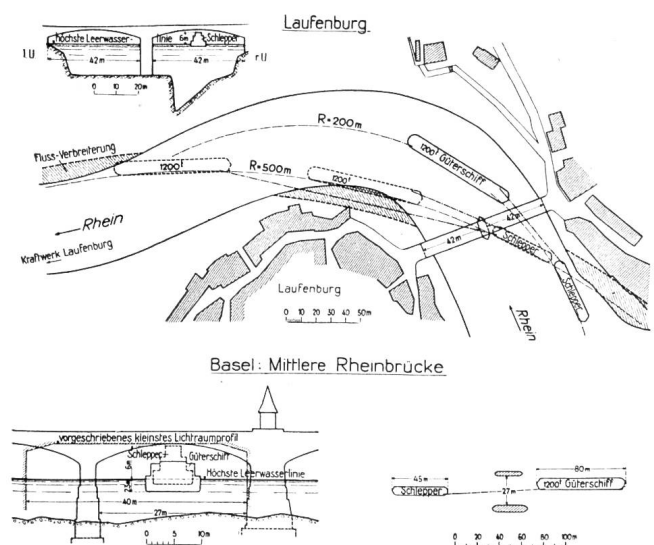 Laufenburg
höchste Leerwasser-
linie 6m Schlepper
l.U
r.U
42m
42m
0 10 20m
R=200m
Fluss-Verbreiterung
1200t
R=500m
1200t
1200t Güterschiff
42m
42m
Schlepper
Schlepper
Rhein
Kraftwerk Laufenburg
Laufenburg
0 10 20 30 40 50m
Rhein
Basel: Mittlere Rheinbrücke
vorgeschriebenes kleinstes Lichtraumprofil
Schlepper
Güterschiff
6m
Höchste Leerwasserlinie
40m
27m
0 5 10m
45m
80m
Schlepper
27m
1200t Güterschiff
0 20 40 60 80 100m